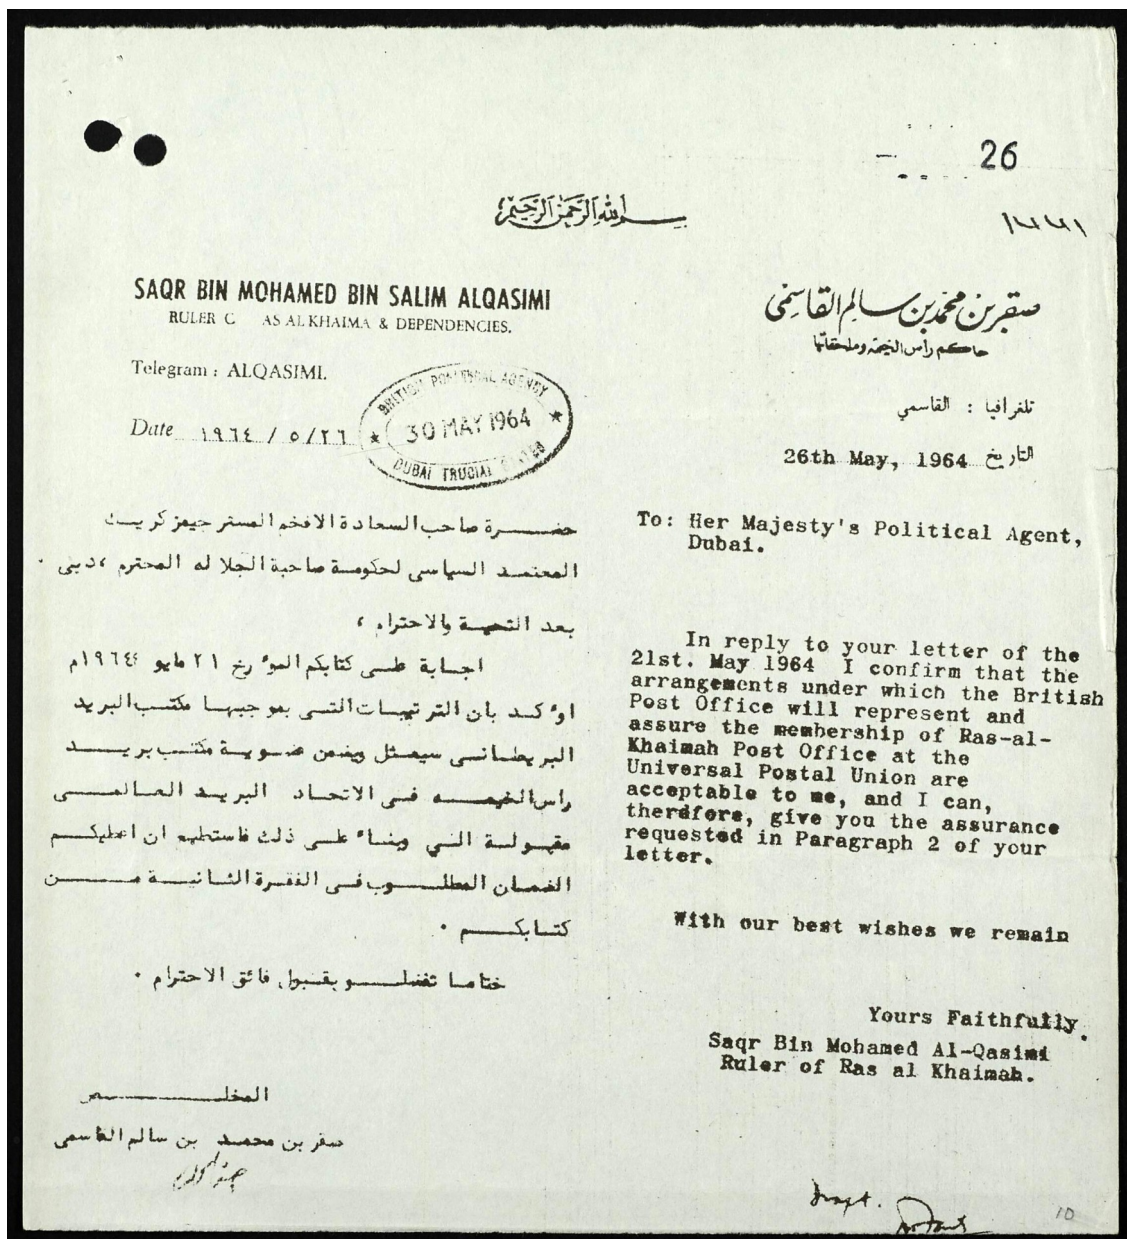 26
بسم الله الرحمن الرحيم
١٦٦١
SAQR BIN MOHAMED BIN SALIM ALQASIMI
RULER O AS AL KHAIMA & DEPENDENCIES.
صقر بن محمد بن سالم القاسمي
حاكم رأس الخيمة وملحقاتها
Telegram : ALQASIMI.
تلغرافيا : القاسمي
Date ١٩٦٤ / ٥/٢٦
BRITISH POLITICAL AGENCY
30 MAY 1964
DUBAI TRUCIAL STATES
26th May, 1964 التاريخ
حضرة صاحب السعادة الافخم المستر جيمز كريك
المعتمد السياسي لحكومة صاحبة الجلاله المحترم ، دبي .
بعد التحية والاحترام ،
اجابة على كتابكم المؤرخ ٢١ مايو ١٩٦٤م
اوكد بان الترتيبات التي بموجبها مكتب البريد
البريطاني سيمثل ويضمن عضوية مكتب بريد
راس الخيمه في الاتحاد البريد العالمي
مقبولة الي وبناء على ذلك فاستطيع ان اعطيكم
الضمان المطلوب في الفقرة الثانية من
كتابكم .
ختاما تفضلو بقبول فائق الاحترام .
المخلص
صقر بن محمد بن سالم القاسمي
To: Her Majesty's Political Agent,
Dubai.
In reply to your letter of the
21st. May 1964 I confirm that the
arrangements under which the British
Post Office will represent and
assure the membership of Ras-al-
Khaimah Post Office at the
Universal Postal Union are
acceptable to me, and I can,
therdfore, give you the assurance
requested in Paragraph 2 of your
letter.
With our best wishes we remain
Yours Faithfully.
Saqr Bin Mohamed Al-Qasimi
Ruler of Ras al Khaimah.
10